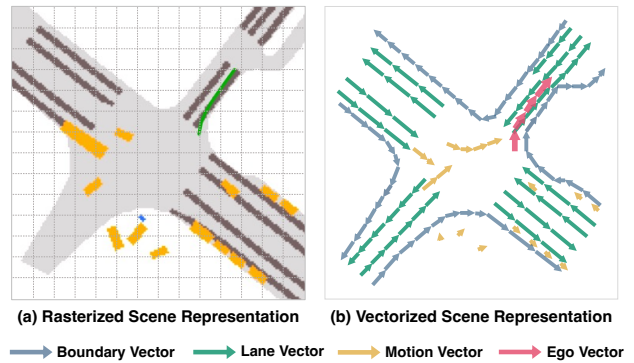 (a) Rasterized Scene Representation
(b) Vectorized Scene Representation
Boundary Vector Lane Vector Motion Vector Ego Vector